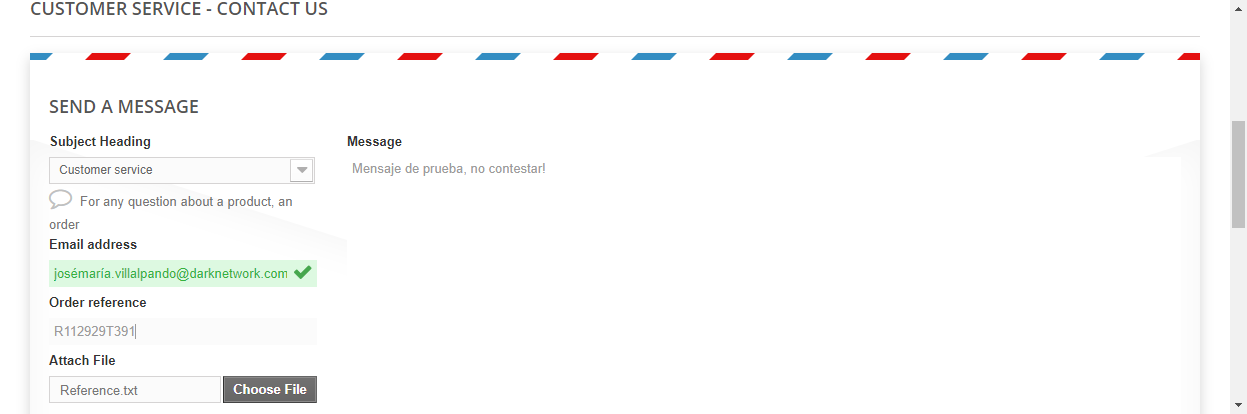 CUSTOMER SERVICE - CONTACT US
SEND A MESSAGE
Subject Heading
Customer service
For any question about a product, an
order
Email address
josémaría.villalpando@darknetwork.com
Order reference
R112929T391
Attach File
Reference.txt
Choose File
Message
Mensaje de prueba, no contestar!